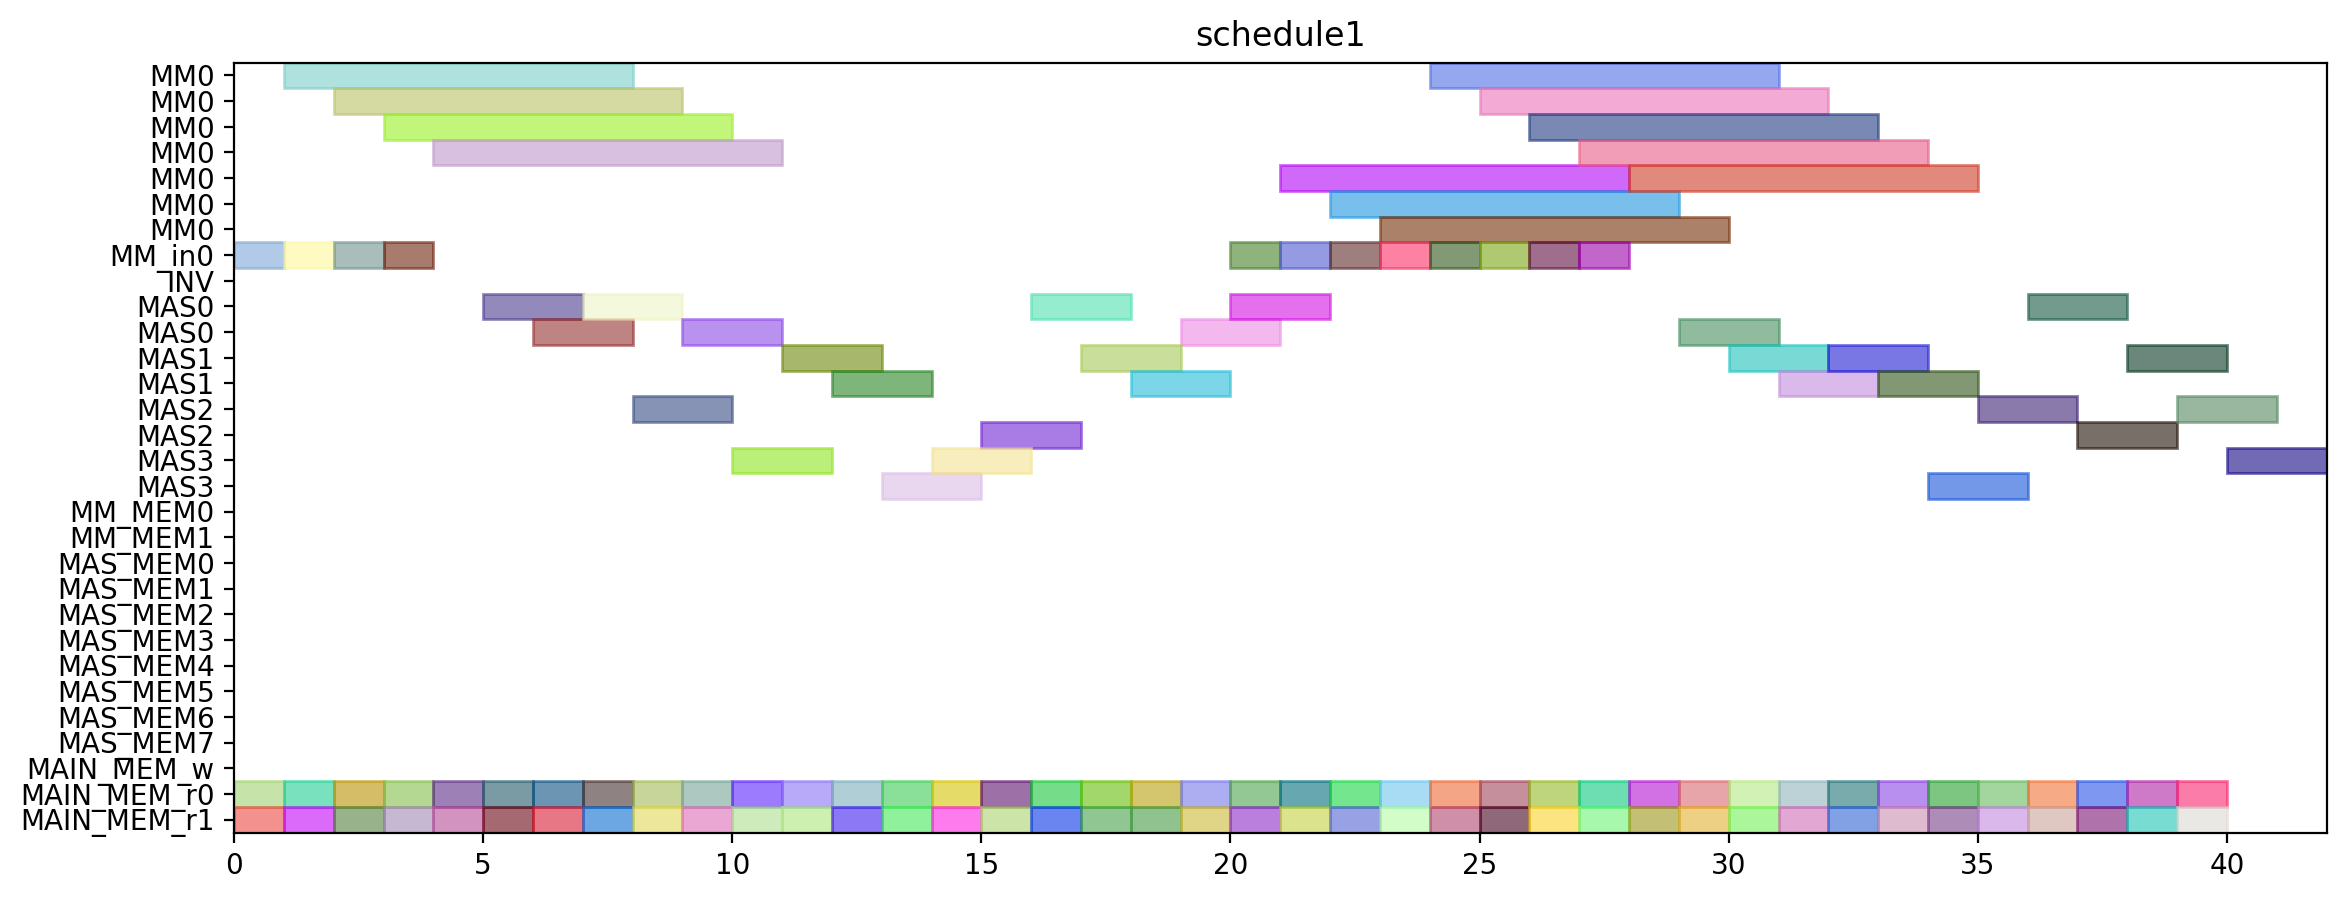 schedule1
MM0
MM0
MM0
MM0
MM0
MM0
MM0
MM_in0
INV
MAS0
MAS0
MAS1
MAS1
MAS2
MAS2
MAS3
MAS3
MM_MEM0
MM_MEM1
MAS_MEM0
MAS_MEM1
MAS_MEM2
MAS_MEM3
MAS_MEM4
MAS_MEM5
MAS_MEM6
MAS_MEM7
MAIN_MEM_w
MAIN_MEM_r0
MAIN_MEM_r1
0 5 10 15 20 25 30 35 40